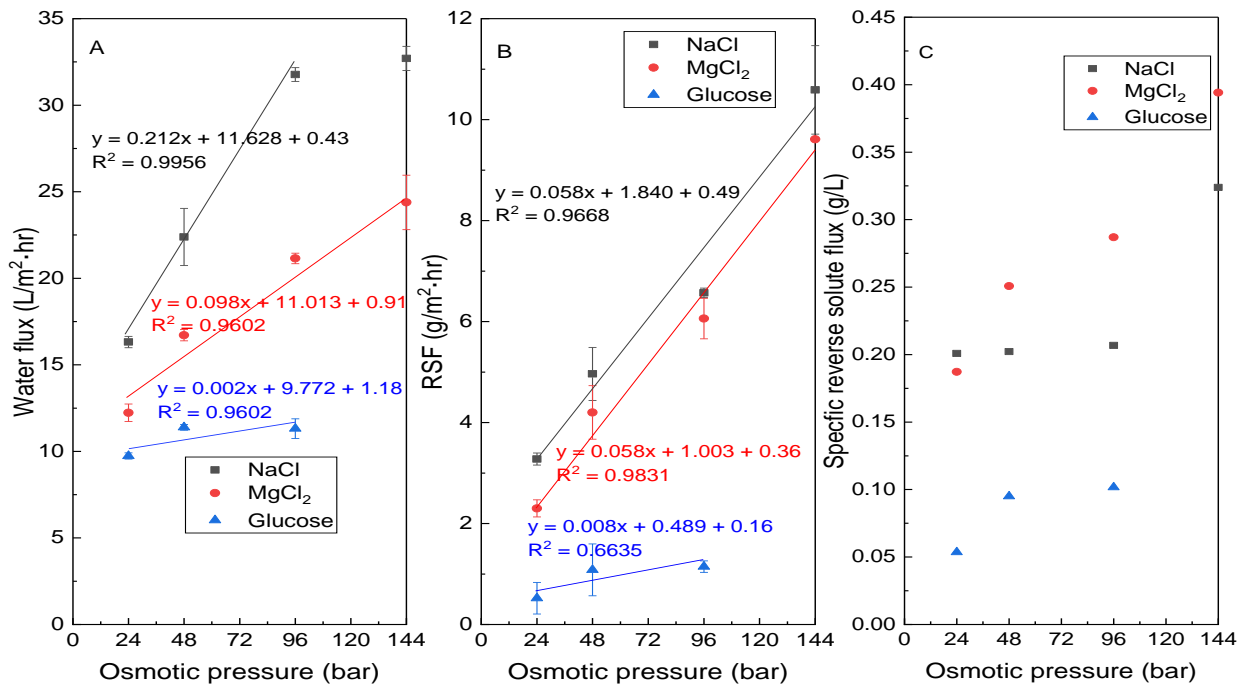 A
Water flux (L/m²·hr)
35
30
25
20
15
10
5
0
y = 0.212x + 11.628 + 0.43
R² = 0.9956
y = 0.098x + 11.013 + 0.91
R² = 0.9602
y = 0.002x + 9.772 + 1.18
R² = 0.9602
NaCl
MgCl₂
Glucose
0 24 48 72 96 120 144
Osmotic pressure (bar)
B
RSF (g/m²·hr)
12
10
8
6
4
2
0
NaCl
MgCl₂
Glucose
y = 0.058x + 1.840 + 0.49
R² = 0.9668
y = 0.058x + 1.003 + 0.36
R² = 0.9831
y = 0.008x + 0.489 + 0.16
R² = 0.6635
0 24 48 72 96 120 144
Osmotic pressure (bar)
C
Specfic reverse solute flux (g/L)
0.45
0.40
0.35
0.30
0.25
0.20
0.15
0.10
0.05
0.00
NaCl
MgCl₂
Glucose
0 24 48 72 96 120 144
Osmotic pressure (bar)